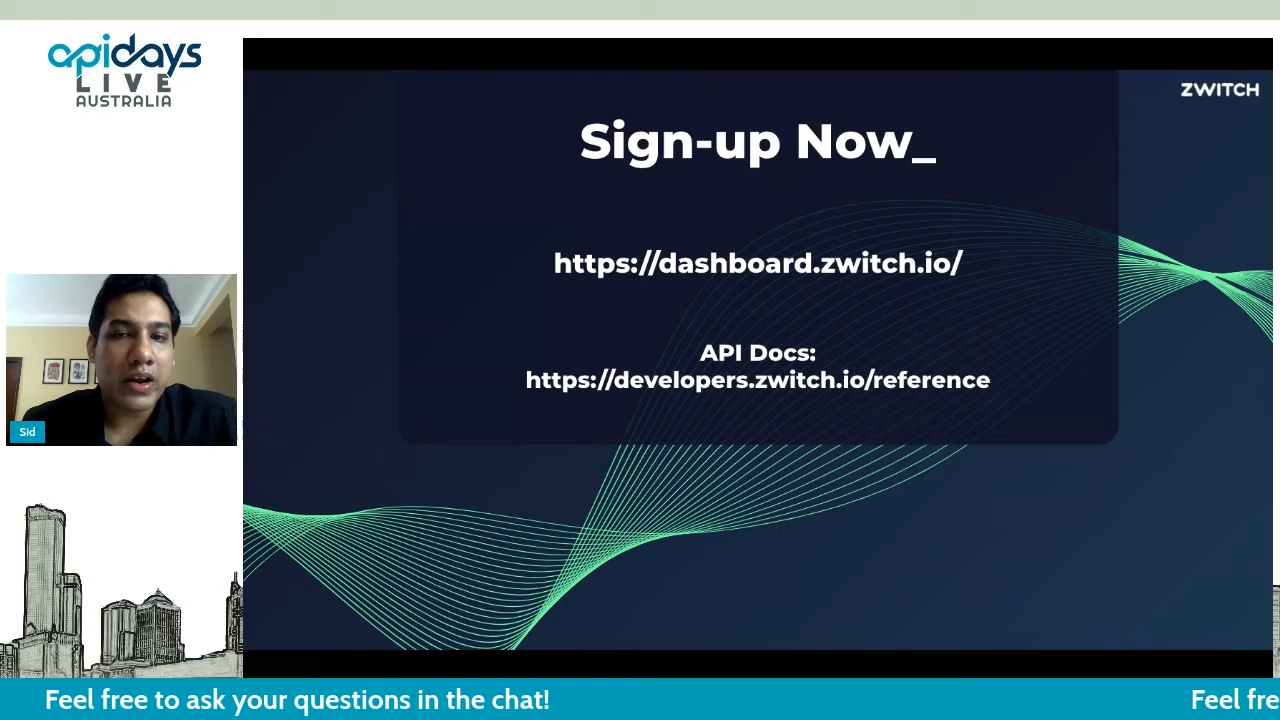 apidays
LIVE
AUSTRALIA
ZWITCH
Sign-up Now_
https://dashboard.zwitch.io/
API Docs:
https://developers.zwitch.io/reference
Sid
Feel free to ask your questions in the chat!
Feel fre